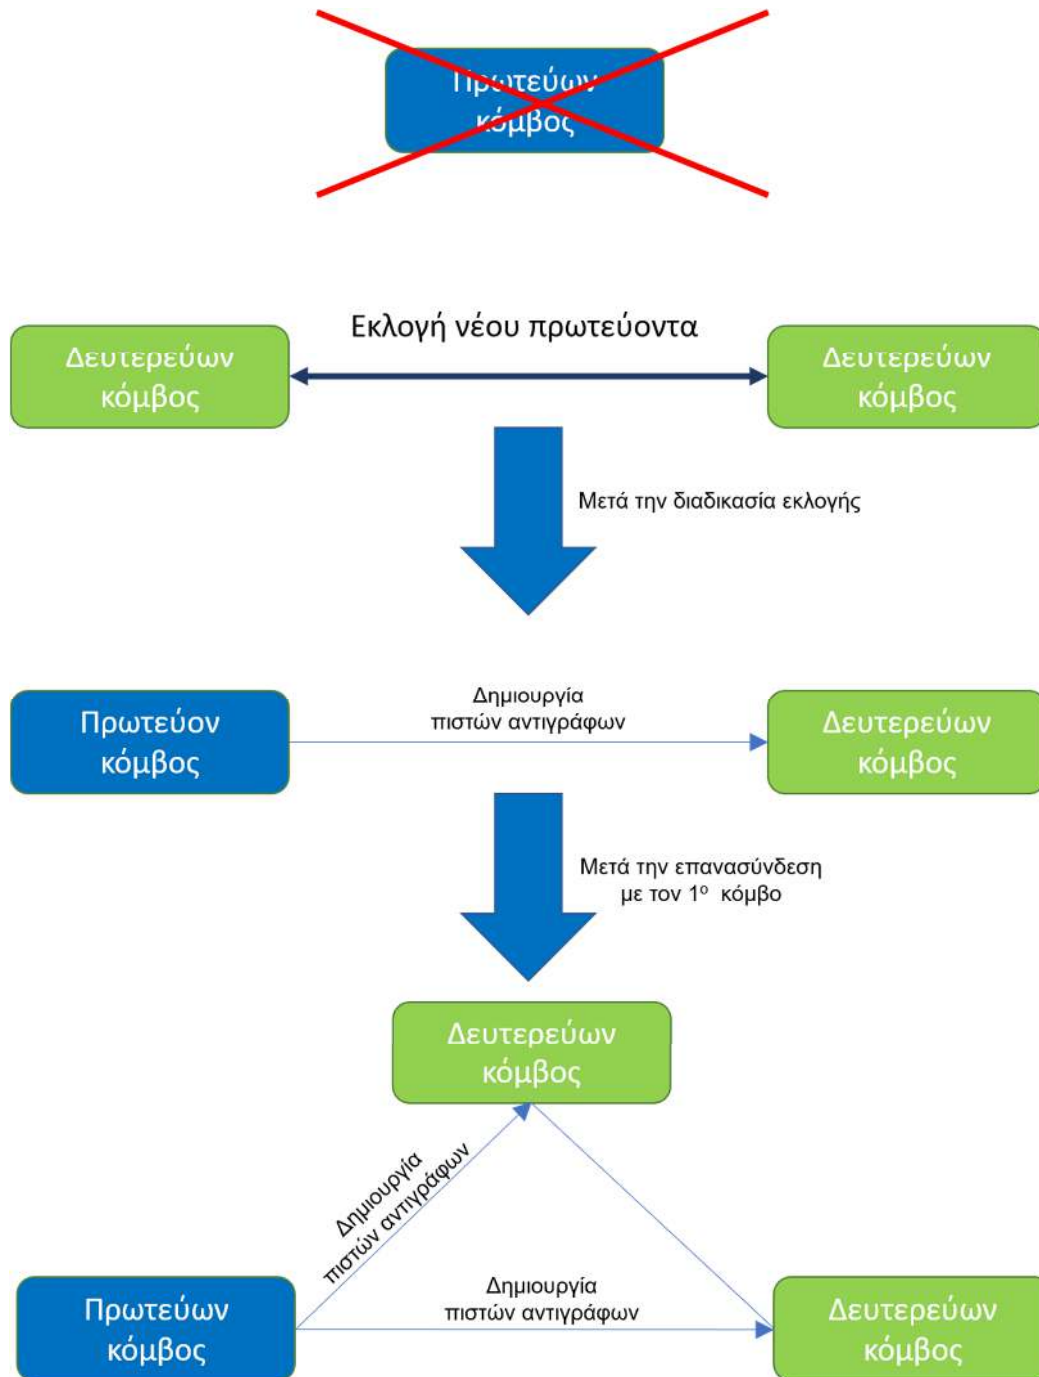 Πρωτεύων
κόμβος
Εκλογή νέου πρωτεύοντα
Δευτερεύων
κόμβος
Δευτερεύων
κόμβος
Μετά την διαδικασία εκλογής
Πρωτεύον
κόμβος
Δημιουργία
πιστών αντιγράφων
Δευτερεύων
κόμβος
Μετά την επανασύνδεση
με τον 1ο κόμβο
Δευτερεύων
κόμβος
Δημιουργία
πιστών αντιγράφων
Πρωτεύων
κόμβος
Δημιουργία
πιστών αντιγράφων
Δευτερεύων
κόμβος